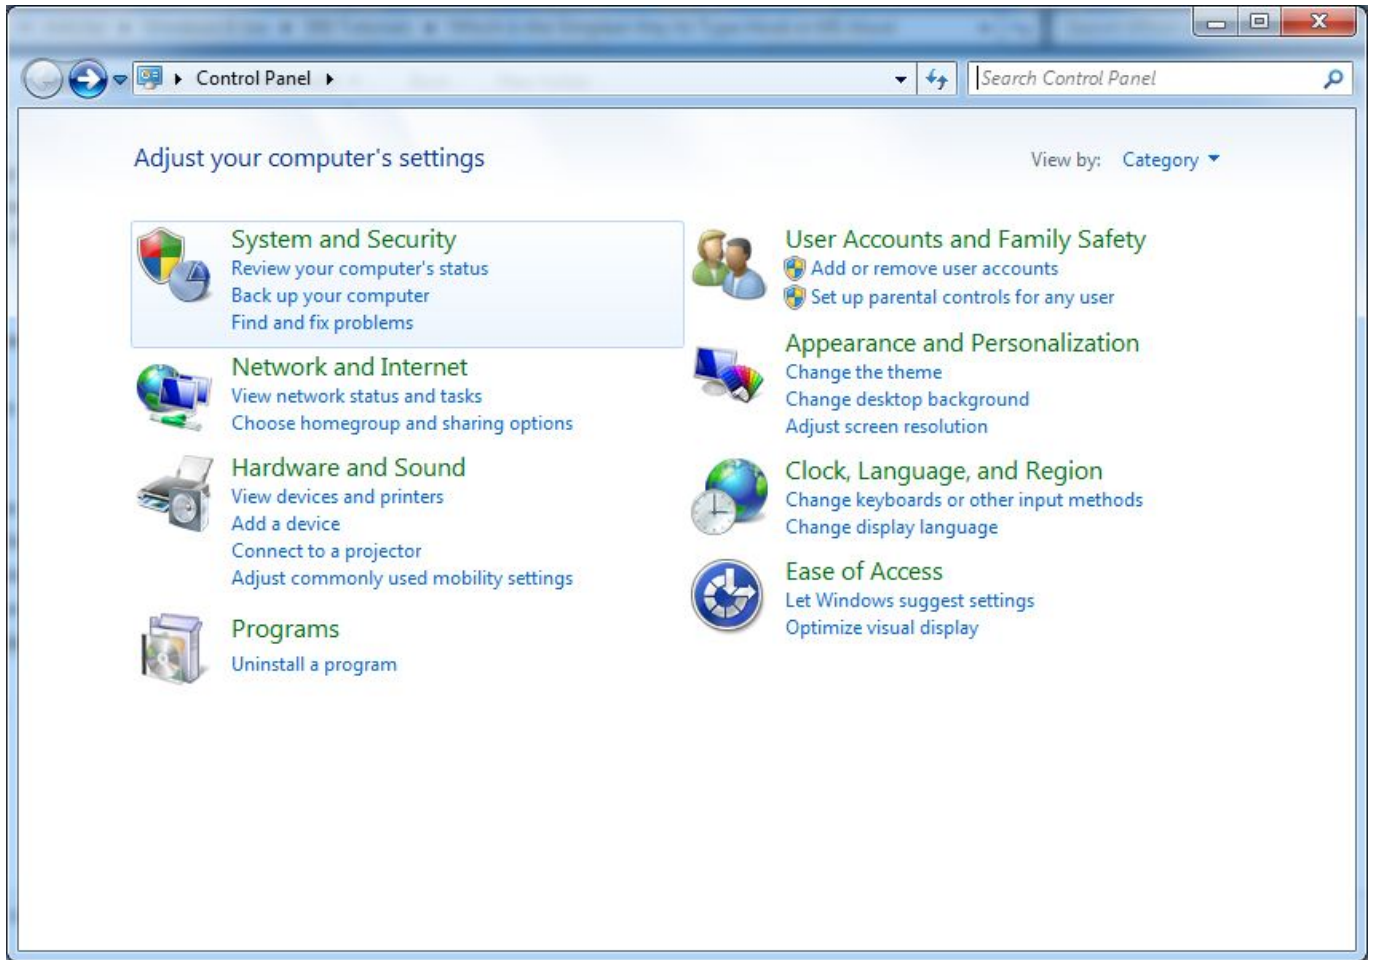 Control Panel
Search Control Panel
Adjust your computer's settings
View by: Category
System and Security
Review your computer's status
Back up your computer
Find and fix problems
Network and Internet
View network status and tasks
Choose homegroup and sharing options
Hardware and Sound
View devices and printers
Add a device
Connect to a projector
Adjust commonly used mobility settings
Programs
Uninstall a program
User Accounts and Family Safety
Add or remove user accounts
Set up parental controls for any user
Appearance and Personalization
Change the theme
Change desktop background
Adjust screen resolution
Clock, Language, and Region
Change keyboards or other input methods
Change display language
Ease of Access
Let Windows suggest settings
Optimize visual display